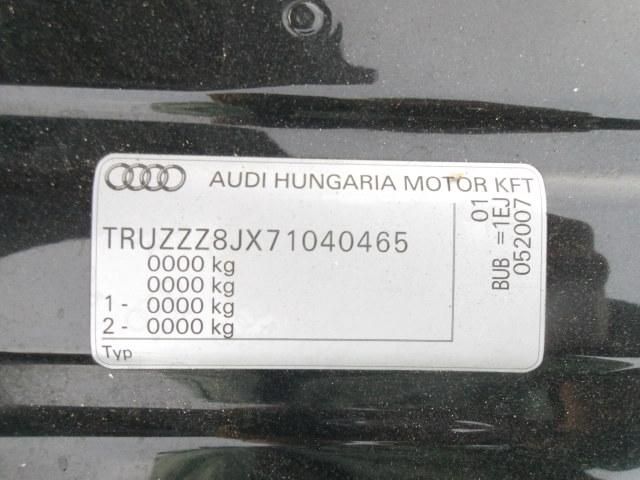 AUDI HUNGARIA MOTOR KFT
TRUZZZ8JX71040465
0000 kg
0000 kg
1 - 0000 kg
2 - 0000 kg
Typ
01
BUB =1EJ
052007